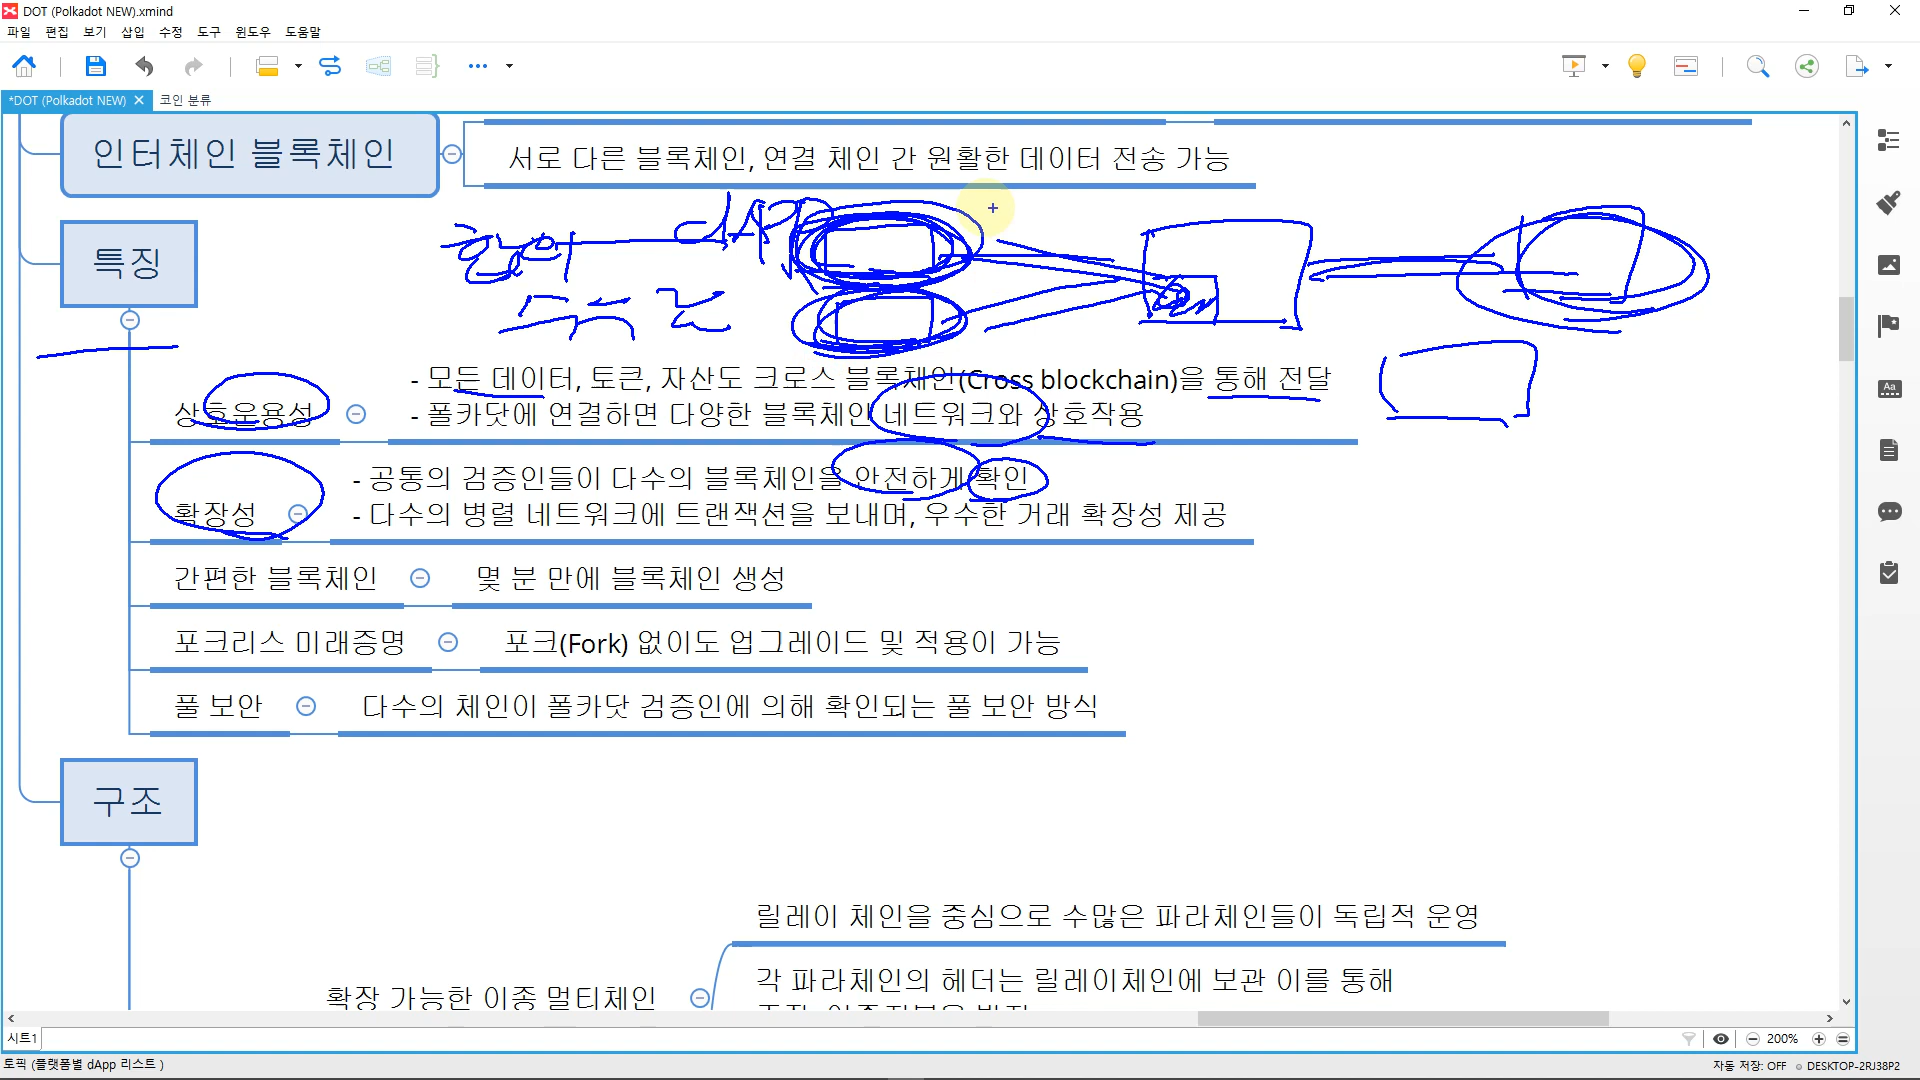 DOT (Polkadot NEW).xmind
파일 편집 보기 삽입 수정 도구 윈도우 도움말
*DOT (Polkadot NEW) 코인 분류
인터체인 블록체인
서로 다른 블록체인, 연결 체인 간 원활한 데이터 전송 가능
dApp
특징
상호운용성
- 모든 데이터, 토큰, 자산도 크로스 블록체인(Cross blockchain)을 통해 전달
- 폴카닷에 연결하면 다양한 블록체인 네트워크와 상호작용
확장성
- 공통의 검증인들이 다수의 블록체인을 안전하게 확인
- 다수의 병렬 네트워크에 트랜잭션을 보내며, 우수한 거래 확장성 제공
간편한 블록체인 몇 분 만에 블록체인 생성
포크리스 미래증명 포크(Fork) 없이도 업그레이드 및 적용이 가능
풀 보안 다수의 체인이 폴카닷 검증인에 의해 확인되는 풀 보안 방식
구조
릴레이 체인을 중심으로 수많은 파라체인들이 독립적 운영
각 파라체인의 헤더는 릴레이체인에 보관 이를 통해
확장 가능한 이종 멀티체인
시트1
200%
토픽 (플랫폼별 dApp 리스트 )
자동 저장: OFF DESKTOP-2RJ38P2